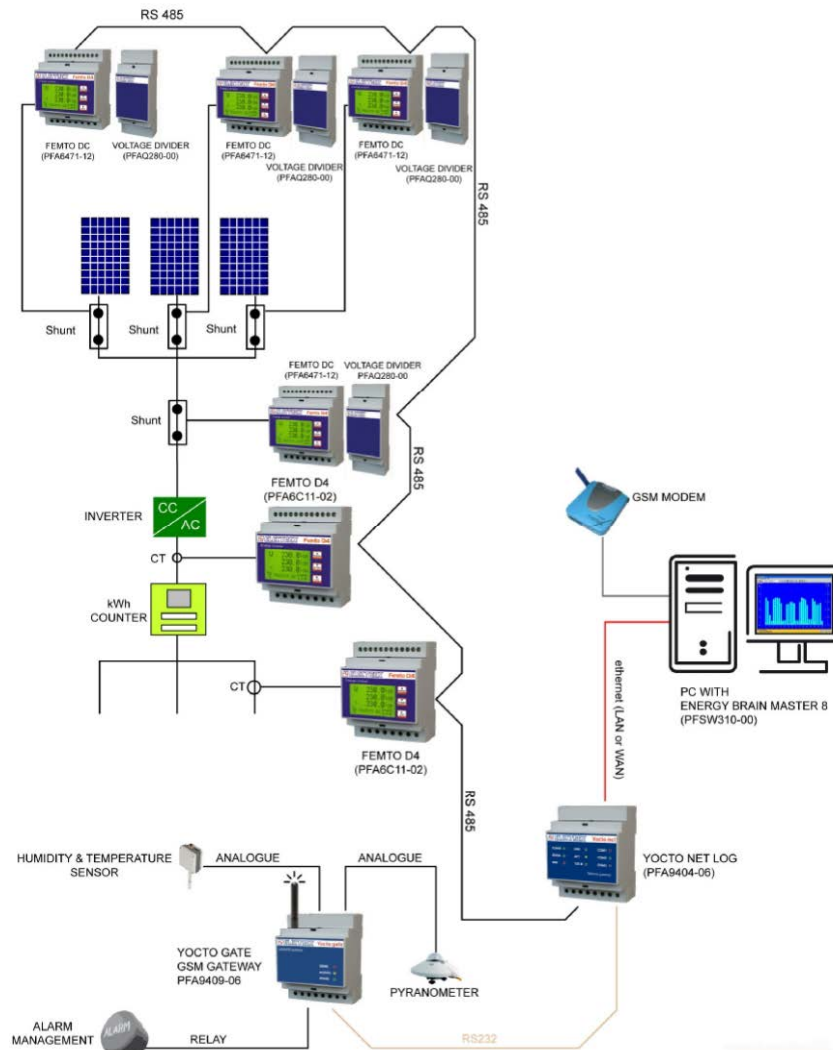 RS 485
FEMTO DC
(PFA6471-12)
VOLTAGE DIVIDER
(PFAQ280-00)
FEMTO DC
(PFA6471-12)
VOLTAGE DIVIDER
(PFAQ280-00)
FEMTO DC
(PFA6471-12)
VOLTAGE DIVIDER
(PFAQ280-00)
RS 485
Shunt
Shunt
Shunt
FEMTO DC
(PFA6471-12)
VOLTAGE DIVIDER
PFAQ280-00
Shunt
RS 485
FEMTO D4
(PFA6C11-02)
INVERTER
CC
AC
CT
kWh
COUNTER
GSM MODEM
CT
FEMTO D4
(PFA6C11-02)
ethernet (LAN or WAN)
PC WITH
ENERGY BRAIN MASTER 8
(PFSW310-00)
RS 485
YOCTO NET LOG
(PFA9404-06)
HUMIDITY & TEMPERATURE
SENSOR
ANALOGUE
ANALOGUE
YOCTO GATE
GSM GATEWAY
PFA9409-06
Yocto gate
PYRANOMETER
ALARM
MANAGEMENT
ALARM
RELAY
RS232